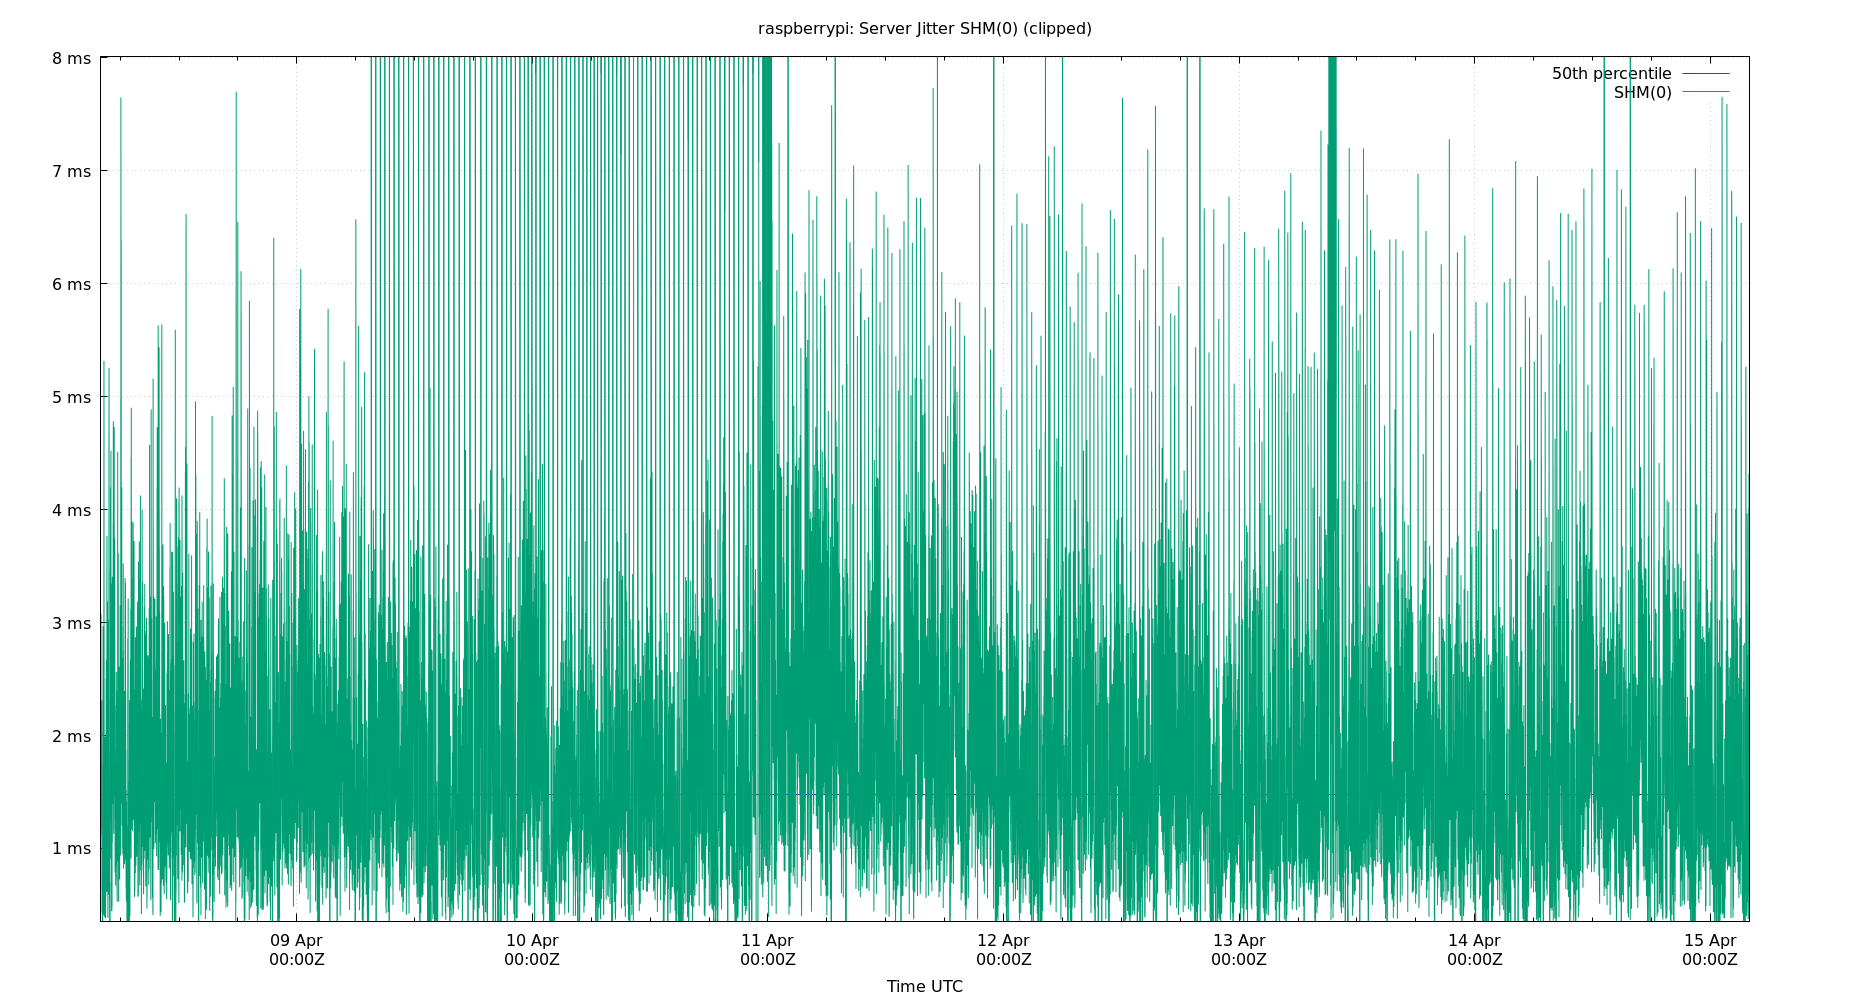 raspberrypi: Server Jitter SHM(0) (clipped)
8 ms
50th percentile
SHM(0)
7 ms
6 ms
5 ms
4 ms
3 ms
2 ms
1 ms
09 Apr 10 Apr 11 Apr 12 Apr 13 Apr 14 Apr 15 Apr
00:00Z 00:00Z 00:00Z 00:00Z 00:00Z 00:00Z 00:00Z
Time UTC